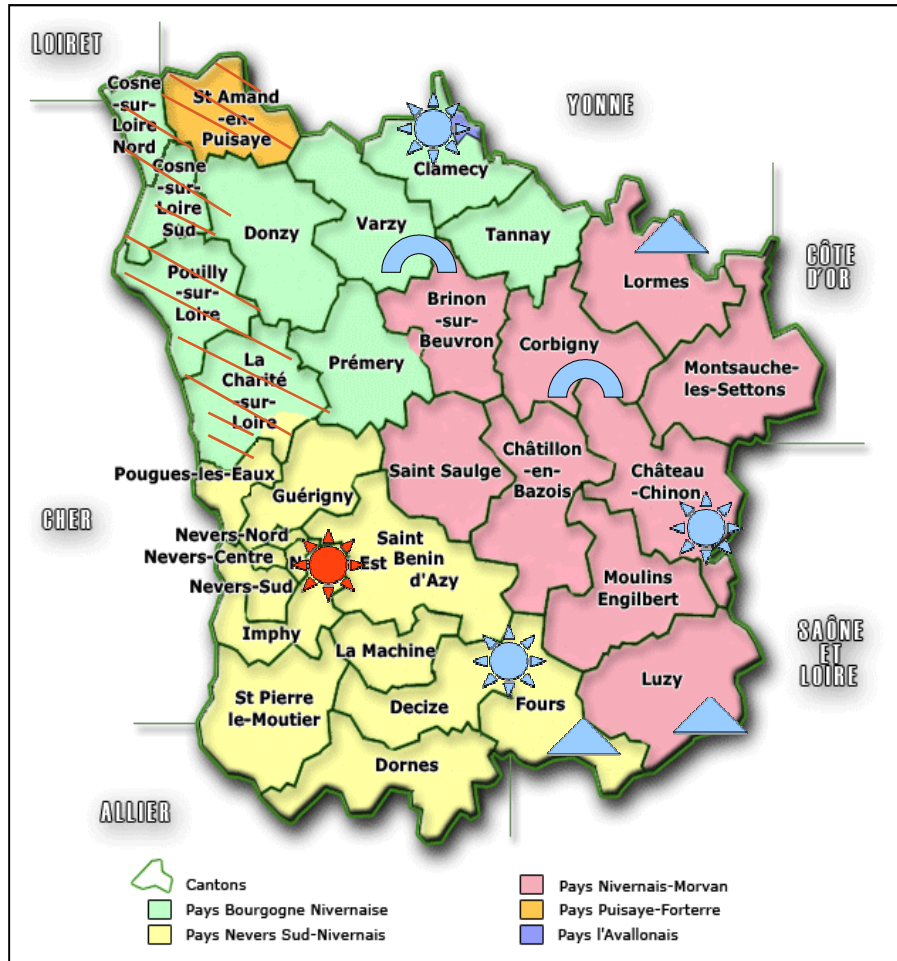 LOIRET
YONNE
CÔTE
D'OR
CHER
SAÔNE
ET
LOIRE
ALLIER
Cosne
-sur-
Loire
Nord
St Amand
-en-
Puisaye
Cosne
-sur-
Loire
Sud
Donzy
Varzy
Clamecy
Tannay
Lormes
Pouilly
-sur-
Loire
Brinon
-sur-
Beuvron
Corbigny
Montsauche-
les-Settons
La
Charité
-sur-
Loire
Prémery
Saint Saulge
Châtillon
-en-
Bazois
Château
-Chinon
Pougues-les-Eaux
Guérigny
Nevers-Nord
Nevers-Centre
Nevers-Sud
N Est
Saint
Benin
d'Azy
Moulins
Engilbert
Imphy
La Machine
Luzy
St Pierre
le-Moutier
Decize
Fours
Dornes
Cantons
Pays Bourgogne Nivernaise
Pays Nevers Sud-Nivernais
Pays Nivernais-Morvan
Pays Puisaye-Forterre
Pays l'Avallonais